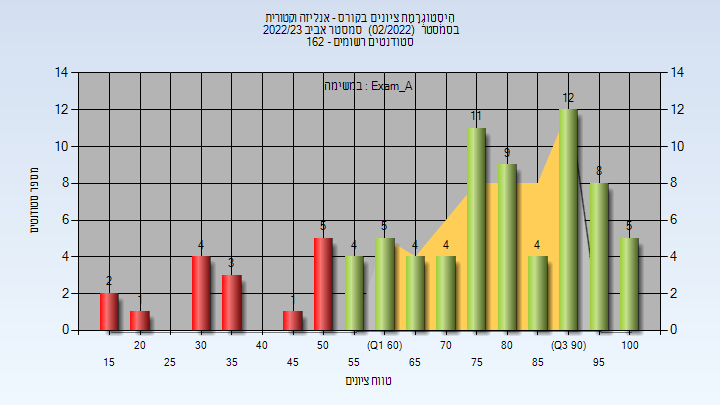 היסטוגרמת ציונים בקורס - אנליזה וקטורית
בסמסטר (02/2022) סמסטר אביב 2022/23
סטודנטים רשומים - 162
במשימה : Exam_A
מספר סטודנטים
14 12 10 8 6 4 2 0
2 1 4 3 1 5 4 5 4 4 11 9 4 12 8 5
14 12 10 8 6 4 2 0
20 30 40 50 (Q1 60) 70 80 (Q3 90) 100
15 25 35 45 55 65 75 85 95
טווח ציונים